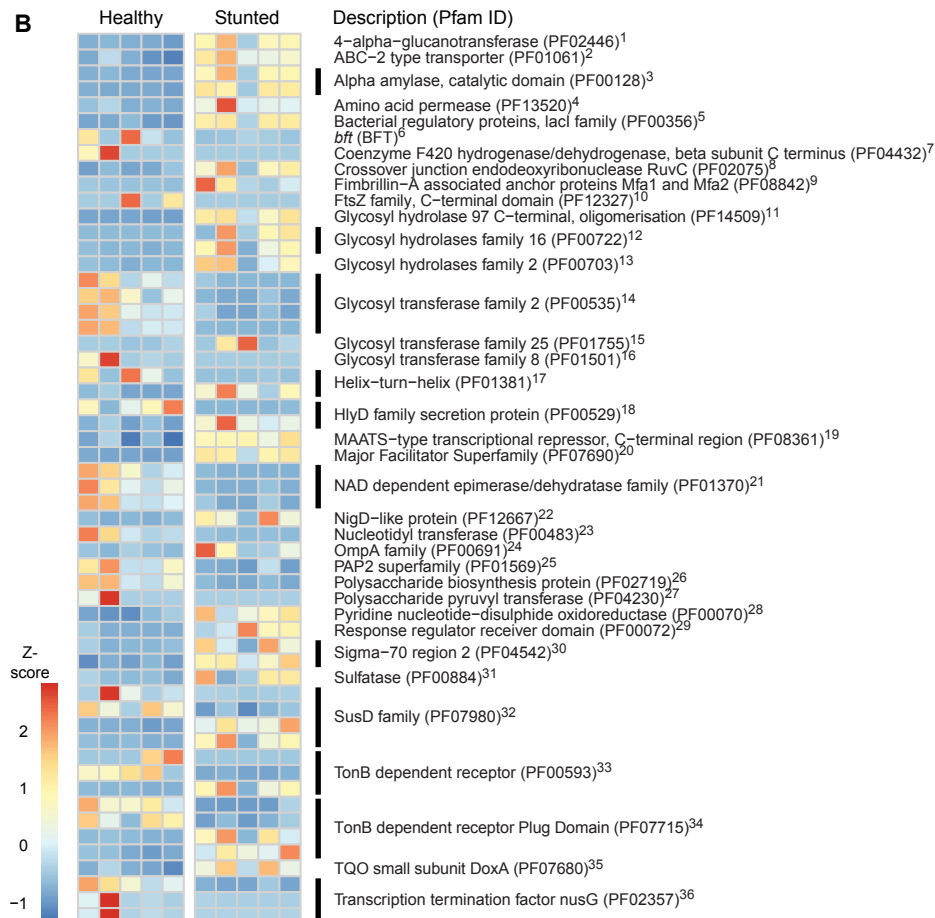 B
Healthy Stunted Description (Pfam ID)
4−alpha−glucanotransferase (PF02446)1
ABC−2 type transporter (PF01061)2
Alpha amylase, catalytic domain (PF00128)3
Amino acid permease (PF13520)4
Bacterial regulatory proteins, lacI family (PF00356)5
bft (BFT)6
Coenzyme F420 hydrogenase/dehydrogenase, beta subunit C terminus (PF04432)7
Crossover junction endodeoxyribonuclease RuvC (PF02075)8
Fimbrillin−A associated anchor proteins Mfa1 and Mfa2 (PF08842)9
FtsZ family, C−terminal domain (PF12327)10
Glycosyl hydrolase 97 C−terminal, oligomerisation (PF14509)11
Glycosyl hydrolases family 16 (PF00722)12
Glycosyl hydrolases family 2 (PF00703)13
Glycosyl transferase family 2 (PF00535)14
Glycosyl transferase family 25 (PF01755)15
Glycosyl transferase family 8 (PF01501)16
Helix−turn−helix (PF01381)17
HlyD family secretion protein (PF00529)18
MAATS−type transcriptional repressor, C−terminal region (PF08361)19
Major Facilitator Superfamily (PF07690)20
NAD dependent epimerase/dehydratase family (PF01370)21
NigD−like protein (PF12667)22
Nucleotidyl transferase (PF00483)23
OmpA family (PF00691)24
PAP2 superfamily (PF01569)25
Polysaccharide biosynthesis protein (PF02719)26
Polysaccharide pyruvyl transferase (PF04230)27
Pyridine nucleotide−disulphide oxidoreductase (PF00070)28
Response regulator receiver domain (PF00072)29
Sigma−70 region 2 (PF04542)30
Sulfatase (PF00884)31
SusD family (PF07980)32
TonB dependent receptor (PF00593)33
TonB dependent receptor Plug Domain (PF07715)34
TQO small subunit DoxA (PF07680)35
Transcription termination factor nusG (PF02357)36
Z-
score
2
1
0
−1